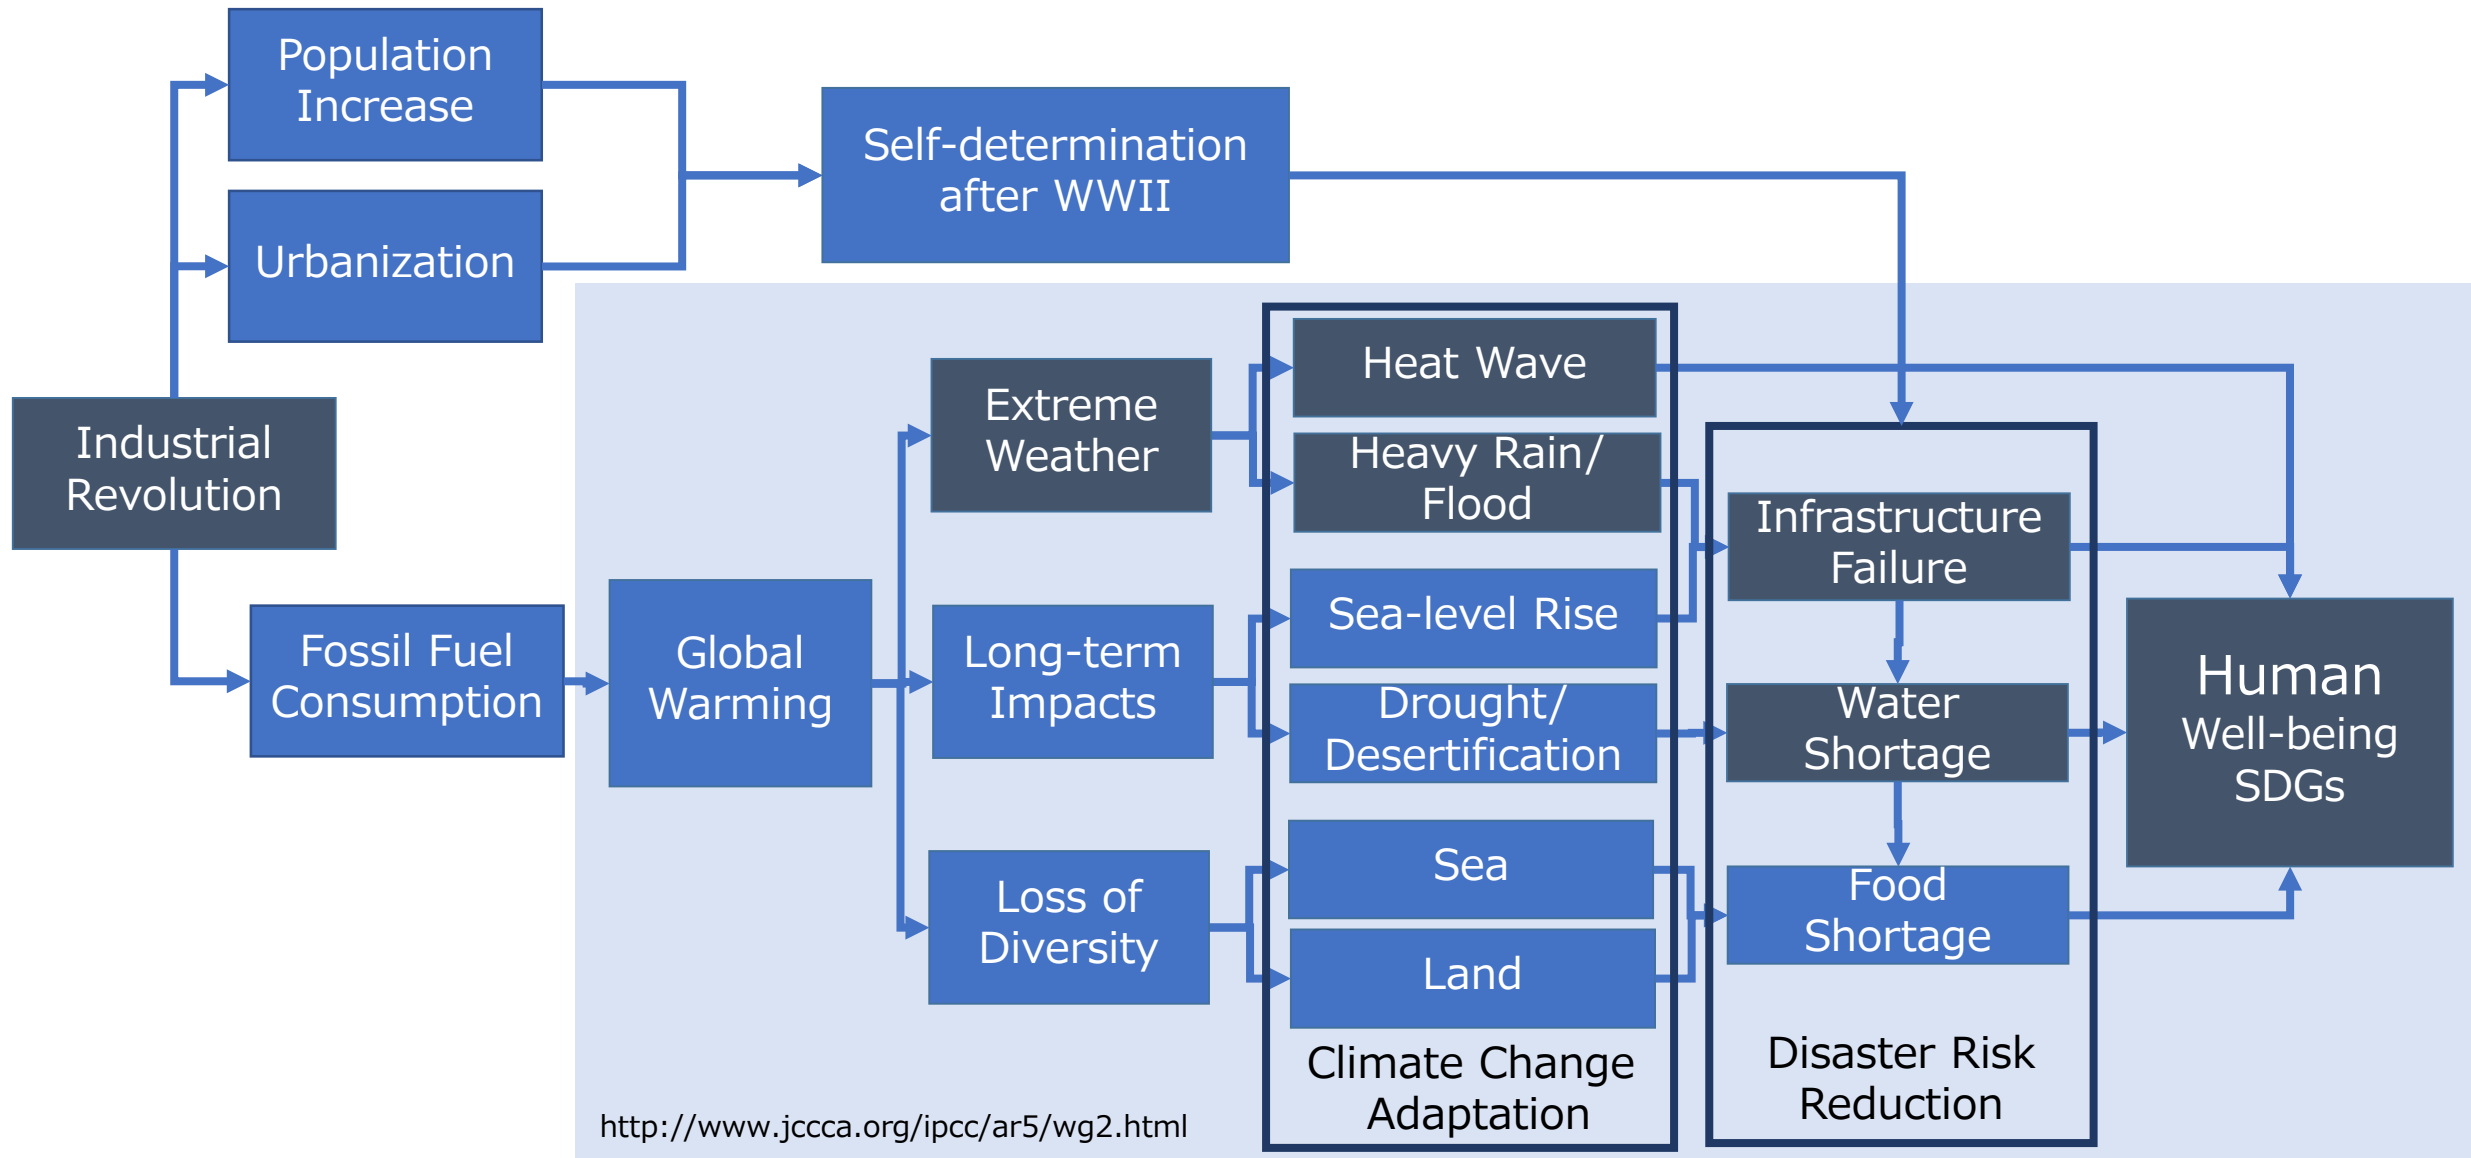 Population
Increase
Urbanization
Self-determination
after WWII
Industrial
Revolution
Fossil Fuel
Consumption
Global
Warming
Extreme
Weather
Long-term
Impacts
Loss of
Diversity
Heat Wave
Heavy Rain/
Flood
Sea-level Rise
Drought/
Desertification
Sea
Land
Climate Change
Adaptation
Infrastructure
Failure
Water
Shortage
Food
Shortage
Disaster Risk
Reduction
Human
Well-being
SDGs
http://www.jccca.org/ipcc/ar5/wg2.html